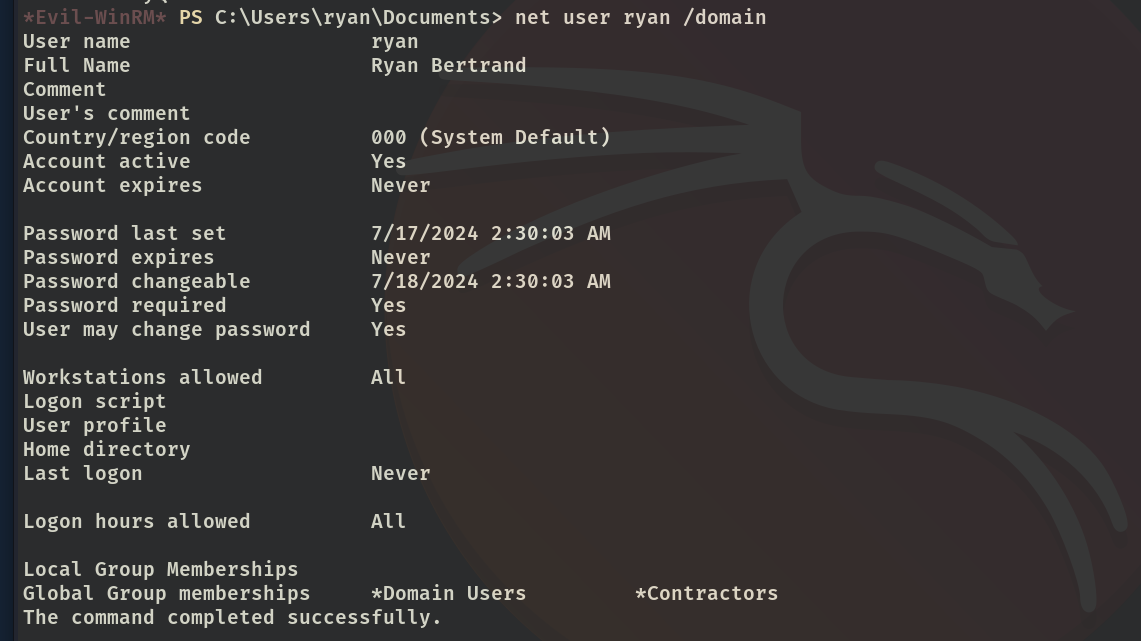 *Evil-WinRM* PS C:\Users\ryan\Documents> net user ryan /domain
User name                    ryan
Full Name                    Ryan Bertrand
Comment
User's comment
Country/region code          000 (System Default)
Account active               Yes
Account expires              Never

Password last set            7/17/2024 2:30:03 AM
Password expires             Never
Password changeable          7/18/2024 2:30:03 AM
Password required            Yes
User may change password     Yes

Workstations allowed         All
Logon script
User profile
Home directory
Last logon                   Never

Logon hours allowed          All

Local Group Memberships
Global Group memberships     *Domain Users         *Contractors
The command completed successfully.